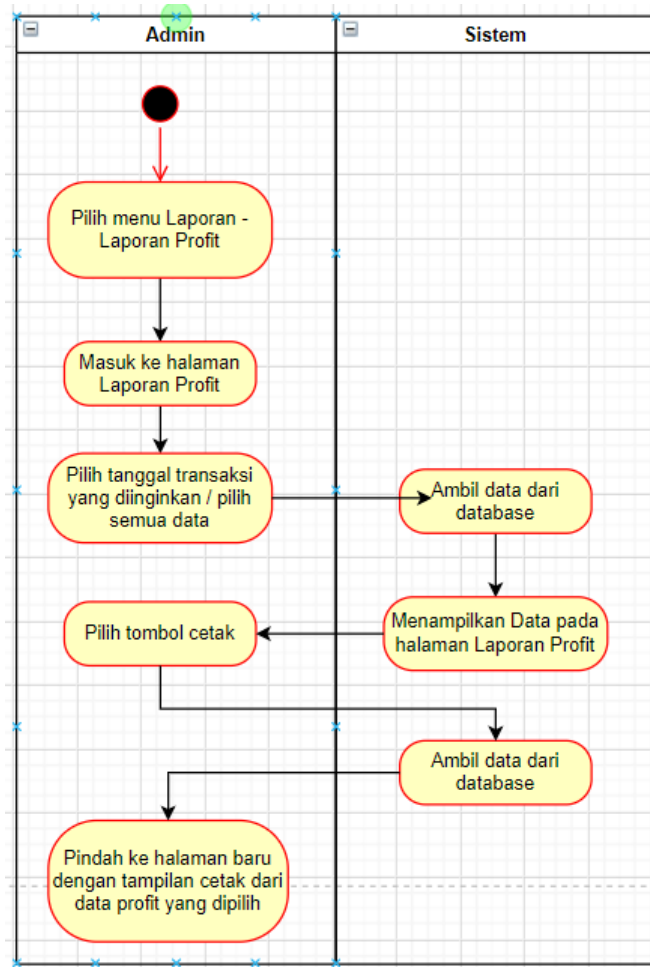 Admin
Sistem
Pilih menu Laporan -
Laporan Profit
Masuk ke halaman
Laporan Profit
Pilih tanggal transaksi
yang diinginkan / pilih
semua data
Ambil data dari
database
Menampilkan Data pada
halaman Laporan Profit
Pilih tombol cetak
Ambil data dari
database
Pindah ke halaman baru
dengan tampilan cetak dari
data profit yang dipilih